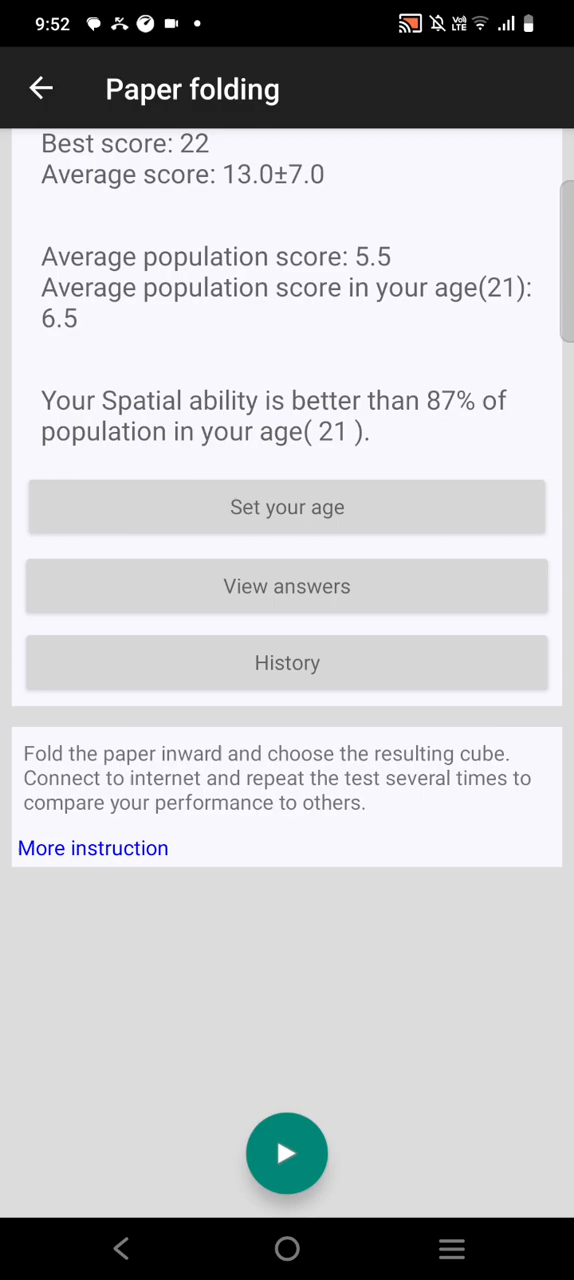 9:52
Vo) LTE
Paper folding
Best score: 22
Average score: 13.0±7.0
Average population score: 5.5
Average population score in your age(21):
6.5
Your Spatial ability is better than 87% of
population in your age( 21 ).
Set your age
View answers
History
Fold the paper inward and choose the resulting cube.
Connect to internet and repeat the test several times to
compare your performance to others.
More instruction